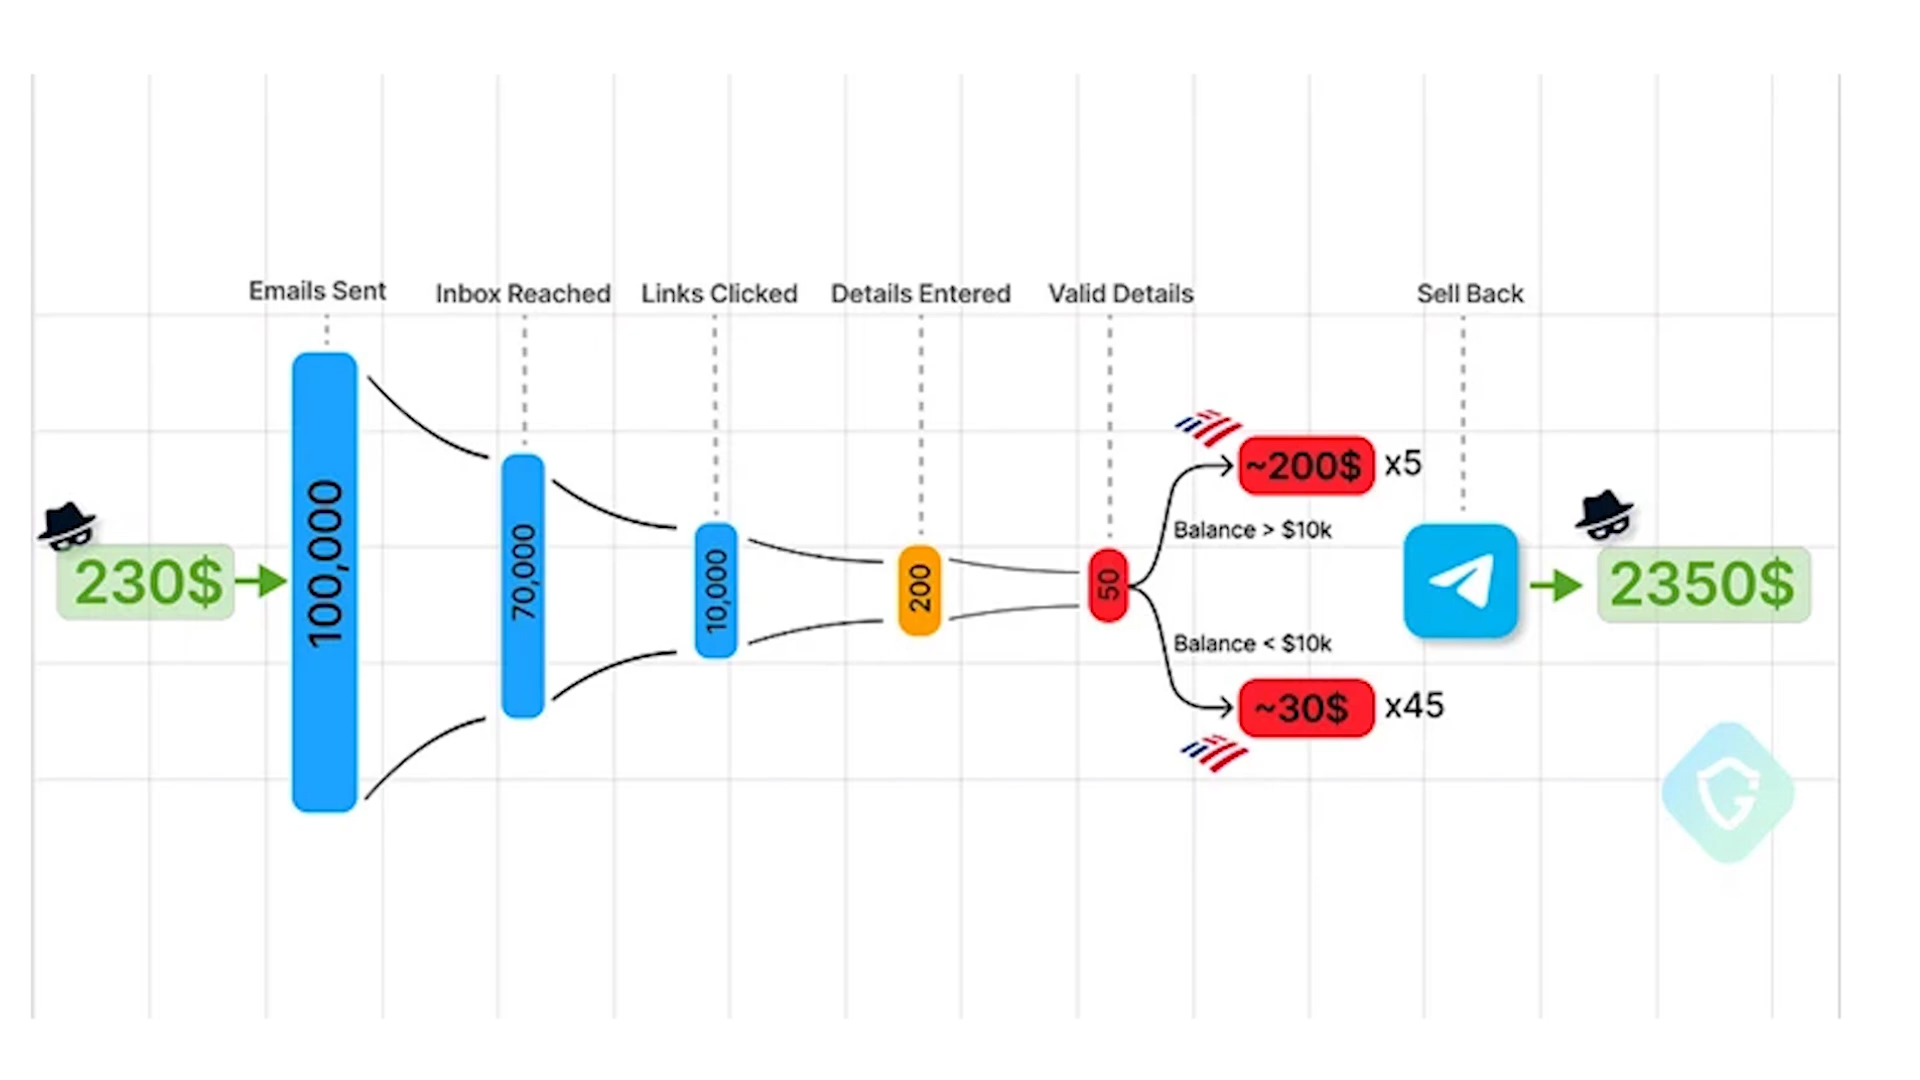 Emails Sent
Inbox Reached
Links Clicked
Details Entered
Valid Details
Sell Back
230$
100,000
70,000
10,000
200
50
~200$ x5
Balance > $10k
Balance < $10k
~30$ x45
2350$